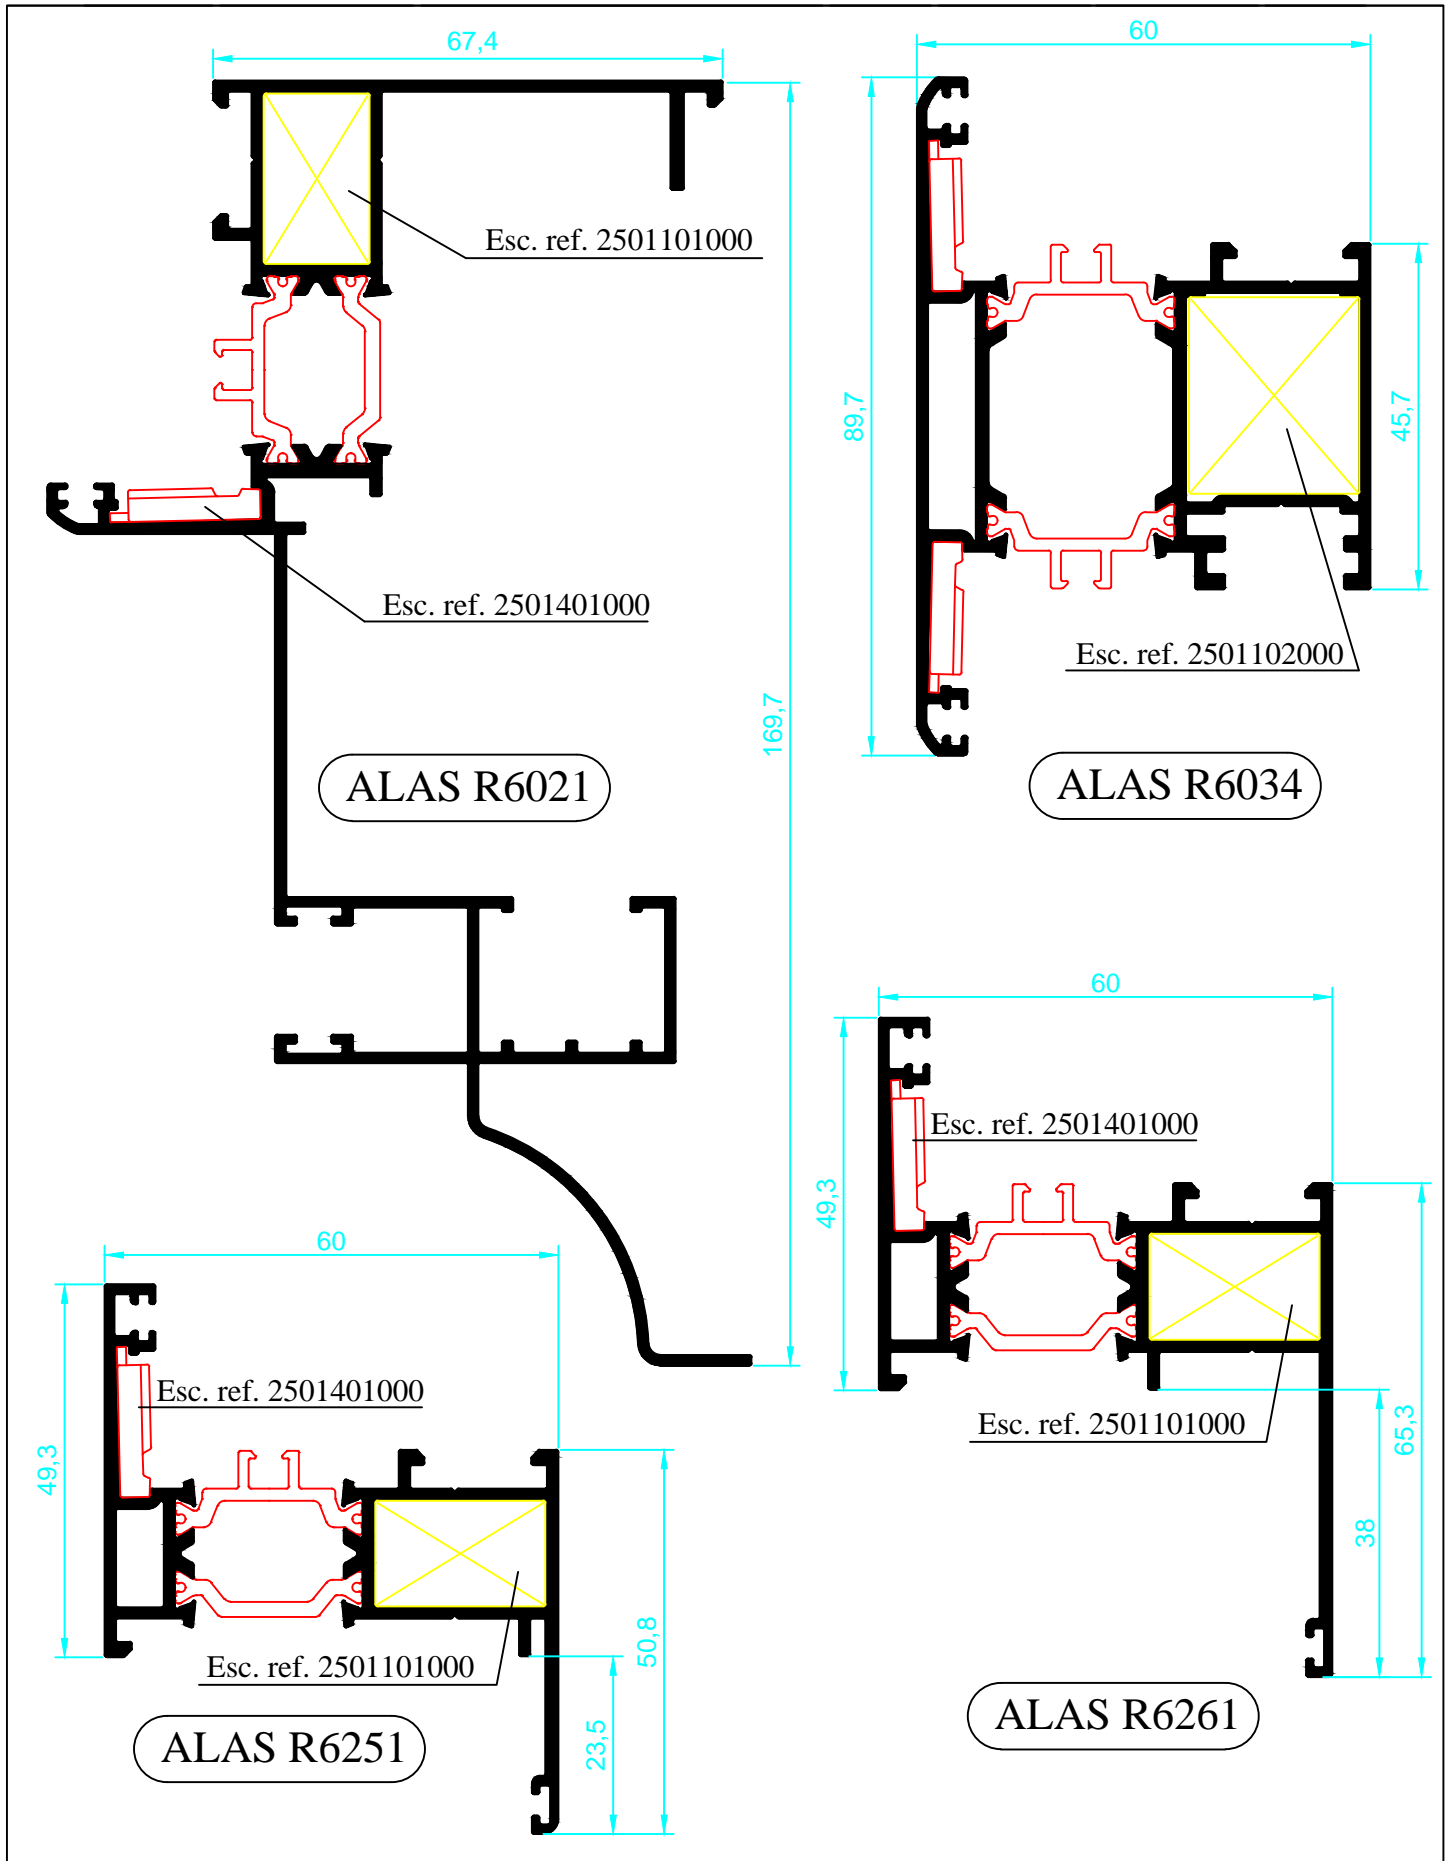 67,4
60
Esc. ref. 2501101000
89,7
45,7
Esc. ref. 2501401000
Esc. ref. 2501102000
169,7
ALAS R6021
ALAS R6034
60
Esc. ref. 2501401000
49,3
60
Esc. ref. 2501401000
Esc. ref. 2501101000
65,3
49,3
38
50,8
Esc. ref. 2501101000
ALAS R6261
ALAS R6251
23,5